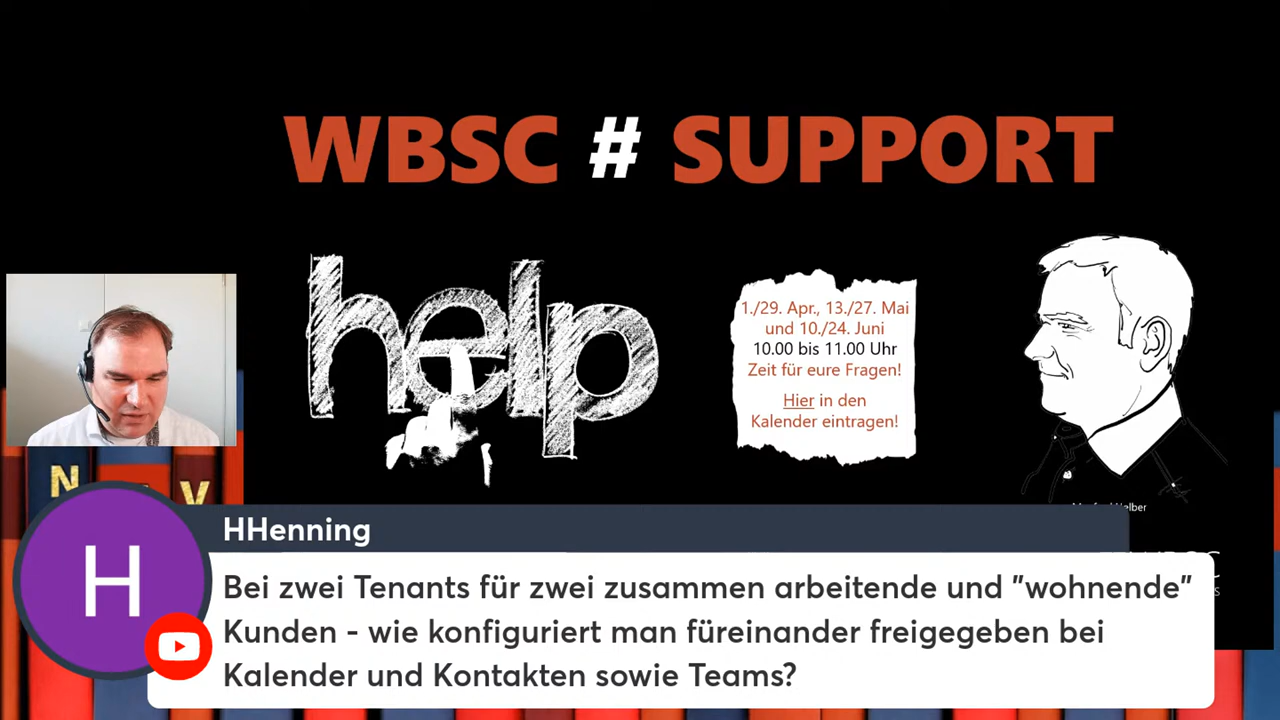 WBSC # SUPPORT
help
1./29. Apr., 13./27. Mai
und 10./24. Juni
10.00 bis 11.00 Uhr
Zeit für eure Fragen!
Hier in den
Kalender eintragen!
N V
H
HHenning
Bei zwei Tenants für zwei zusammen arbeitende und "wohnende"
Kunden - wie konfiguriert man füreinander freigegeben bei
Kalender und Kontakten sowie Teams?